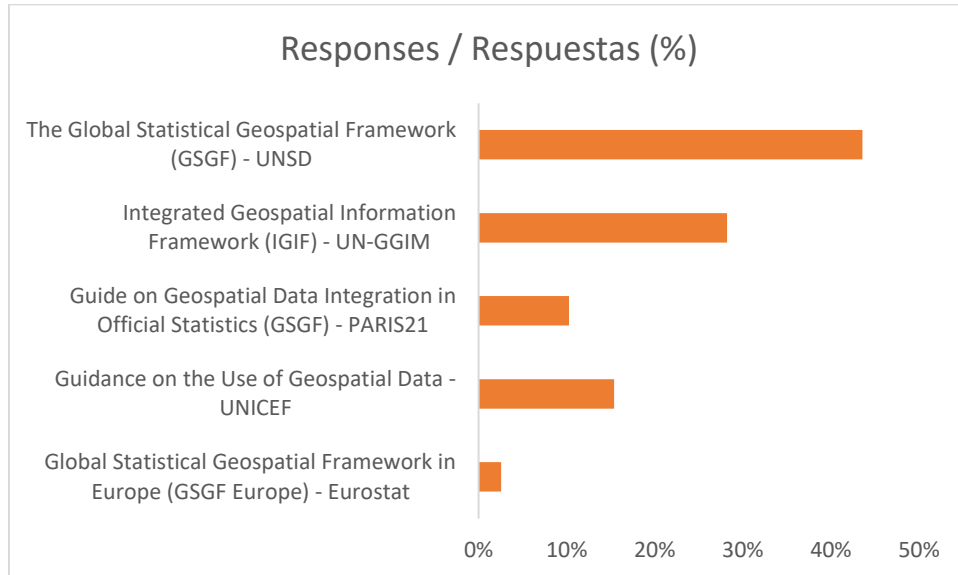 Responses / Respuestas (%)
The Global Statistical Geospatial Framework
(GSGF) - UNSD
Integrated Geospatial Information
Framework (IGIF) - UN-GGIM
Guide on Geospatial Data Integration in
Official Statistics (GSGF) - PARIS21
Guidance on the Use of Geospatial Data -
UNICEF
Global Statistical Geospatial Framework in
Europe (GSGF Europe) - Eurostat
0% 10% 20% 30% 40% 50%